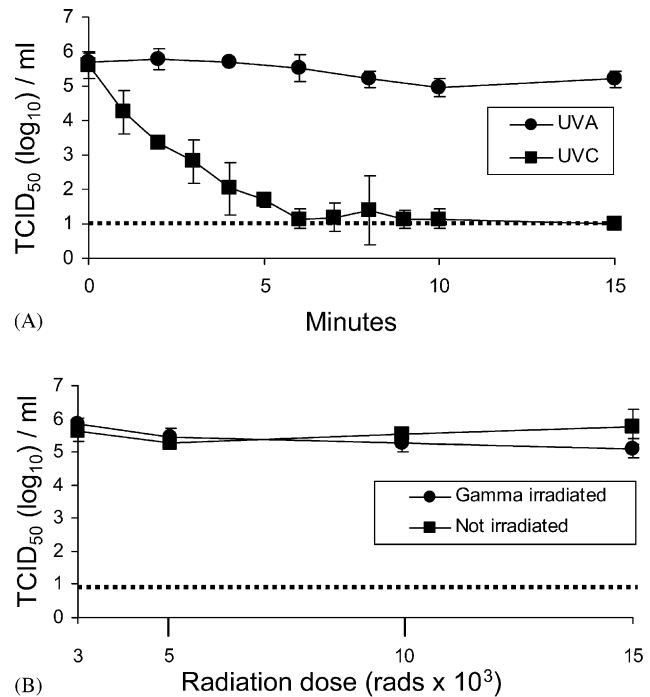 7
6
5
4
3
2
1
0
TCID50 (log10) / ml
UVA
UVC
0 5 10 15
(A) Minutes
7
6
5
4
3
2
1
0
TCID50 (log10) / ml
Gamma irradiated
Not irradiated
3 5 10 15
(B) Radiation dose (rads x 10³)